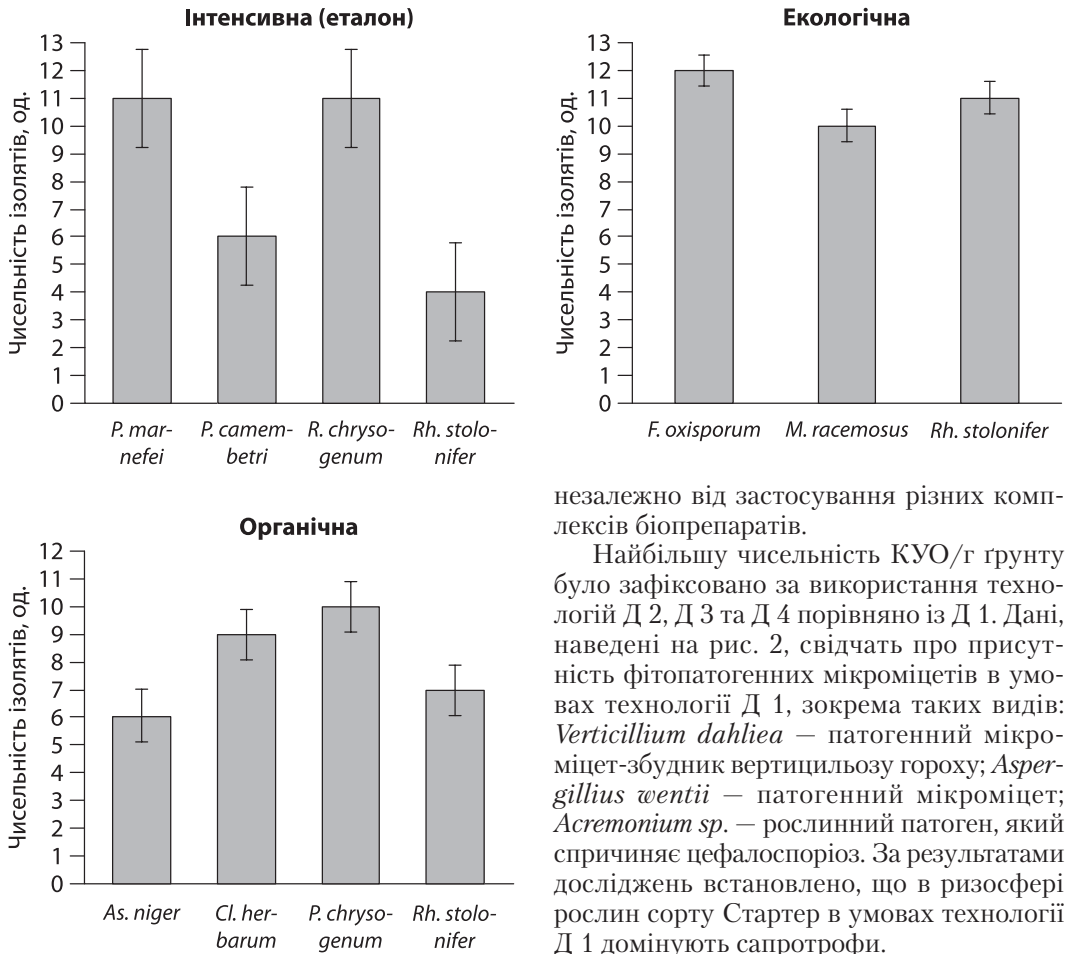 Інтенсивна (еталон)
Чисельність ізолятів, од.
13
12
11
10
9
8
7
6
5
4
3
2
1
0
P. mar-
nefei
P. camem-
betri
R. chryso-
genum
Rh. stolo-
nifer
Екологічна
Чисельність ізолятів, од.
13
12
11
10
9
8
7
6
5
4
3
2
1
0
F. oxisporum
M. racemosus
Rh. stolonifer
Органічна
Чисельність ізолятів, од.
12
11
10
9
8
7
6
5
4
3
2
1
0
As. niger
Cl. her-
barum
P. chryso-
genum
Rh. stolo-
nifer
незалежно від застосування різних комп-
лексів біопрепаратів.
Найбільшу чисельність КУО/г ґрунту
було зафіксовано за використання техно-
логій Д 2, Д 3 та Д 4 порівняно із Д 1. Дані,
наведені на рис. 2, свідчать про присут-
ність фітопатогенних мікроміцетів в умо-
вах технології Д 1, зокрема таких видів:
Verticillium dahliea — патогенний мікро-
міцет-збудник вертицильозу гороху; Asper-
gillius wentii — патогенний мікроміцет;
Acremonium sp. — рослинний патоген, який
спричиняє цефалоспоріоз. За результатами
досліджень встановлено, що в ризосфері
рослин сорту Стартер в умовах технології
Д 1 домінують сапротрофи.